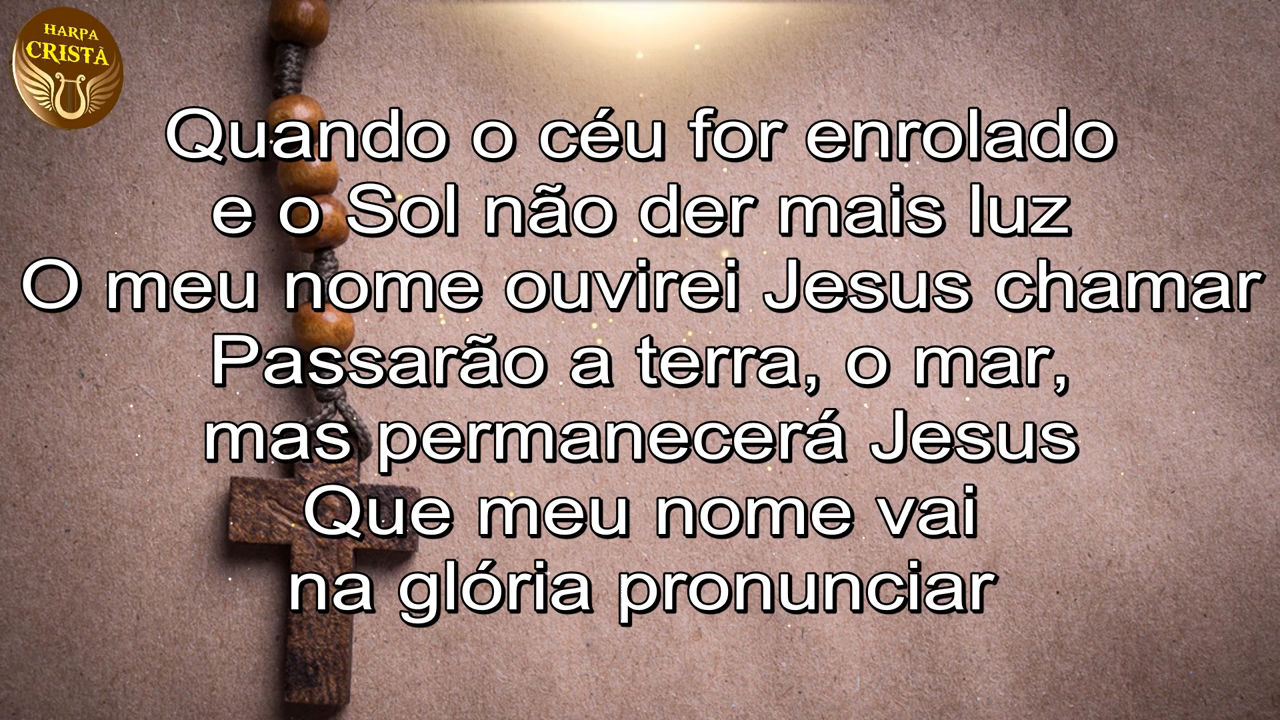 HARPA
CRISTÃ
Quando o céu for enrolado
e o Sol não der mais luz
O meu nome ouvirei Jesus chamar
Passarão a terra, o mar,
mas permanecerá Jesus
Que meu nome vai
na glória pronunciar